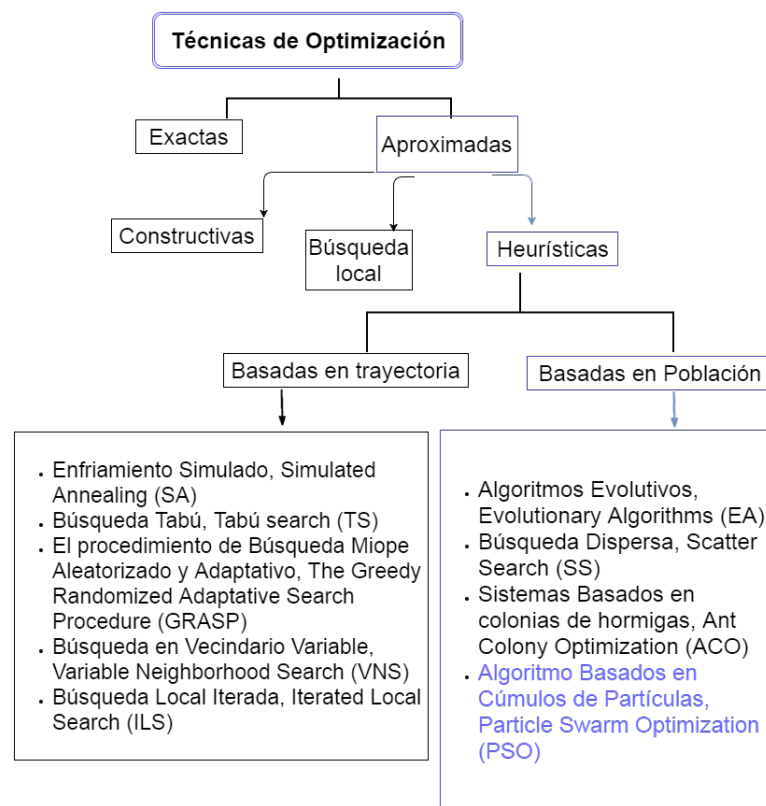 Técnicas de Optimización
Exactas
Aproximadas
Constructivas
Búsqueda
local
Heurísticas
Basadas en trayectoria
Basadas en Población
• Enfriamiento Simulado, Simulated
Annealing (SA)
• Búsqueda Tabú, Tabú search (TS)
• El procedimiento de Búsqueda Miope
Aleatorizado y Adaptativo, The Greedy
Randomized Adaptative Search
Procedure (GRASP)
• Búsqueda en Vecindario Variable,
Variable Neighborhood Search (VNS)
• Búsqueda Local Iterada, Iterated Local
Search (ILS)
• Algoritmos Evolutivos,
Evolutionary Algorithms (EA)
• Búsqueda Dispersa, Scatter
Search (SS)
• Sistemas Basados en
colonias de hormigas, Ant
Colony Optimization (ACO)
• Algoritmo Basados en
Cúmulos de Partículas,
Particle Swarm Optimization
(PSO)